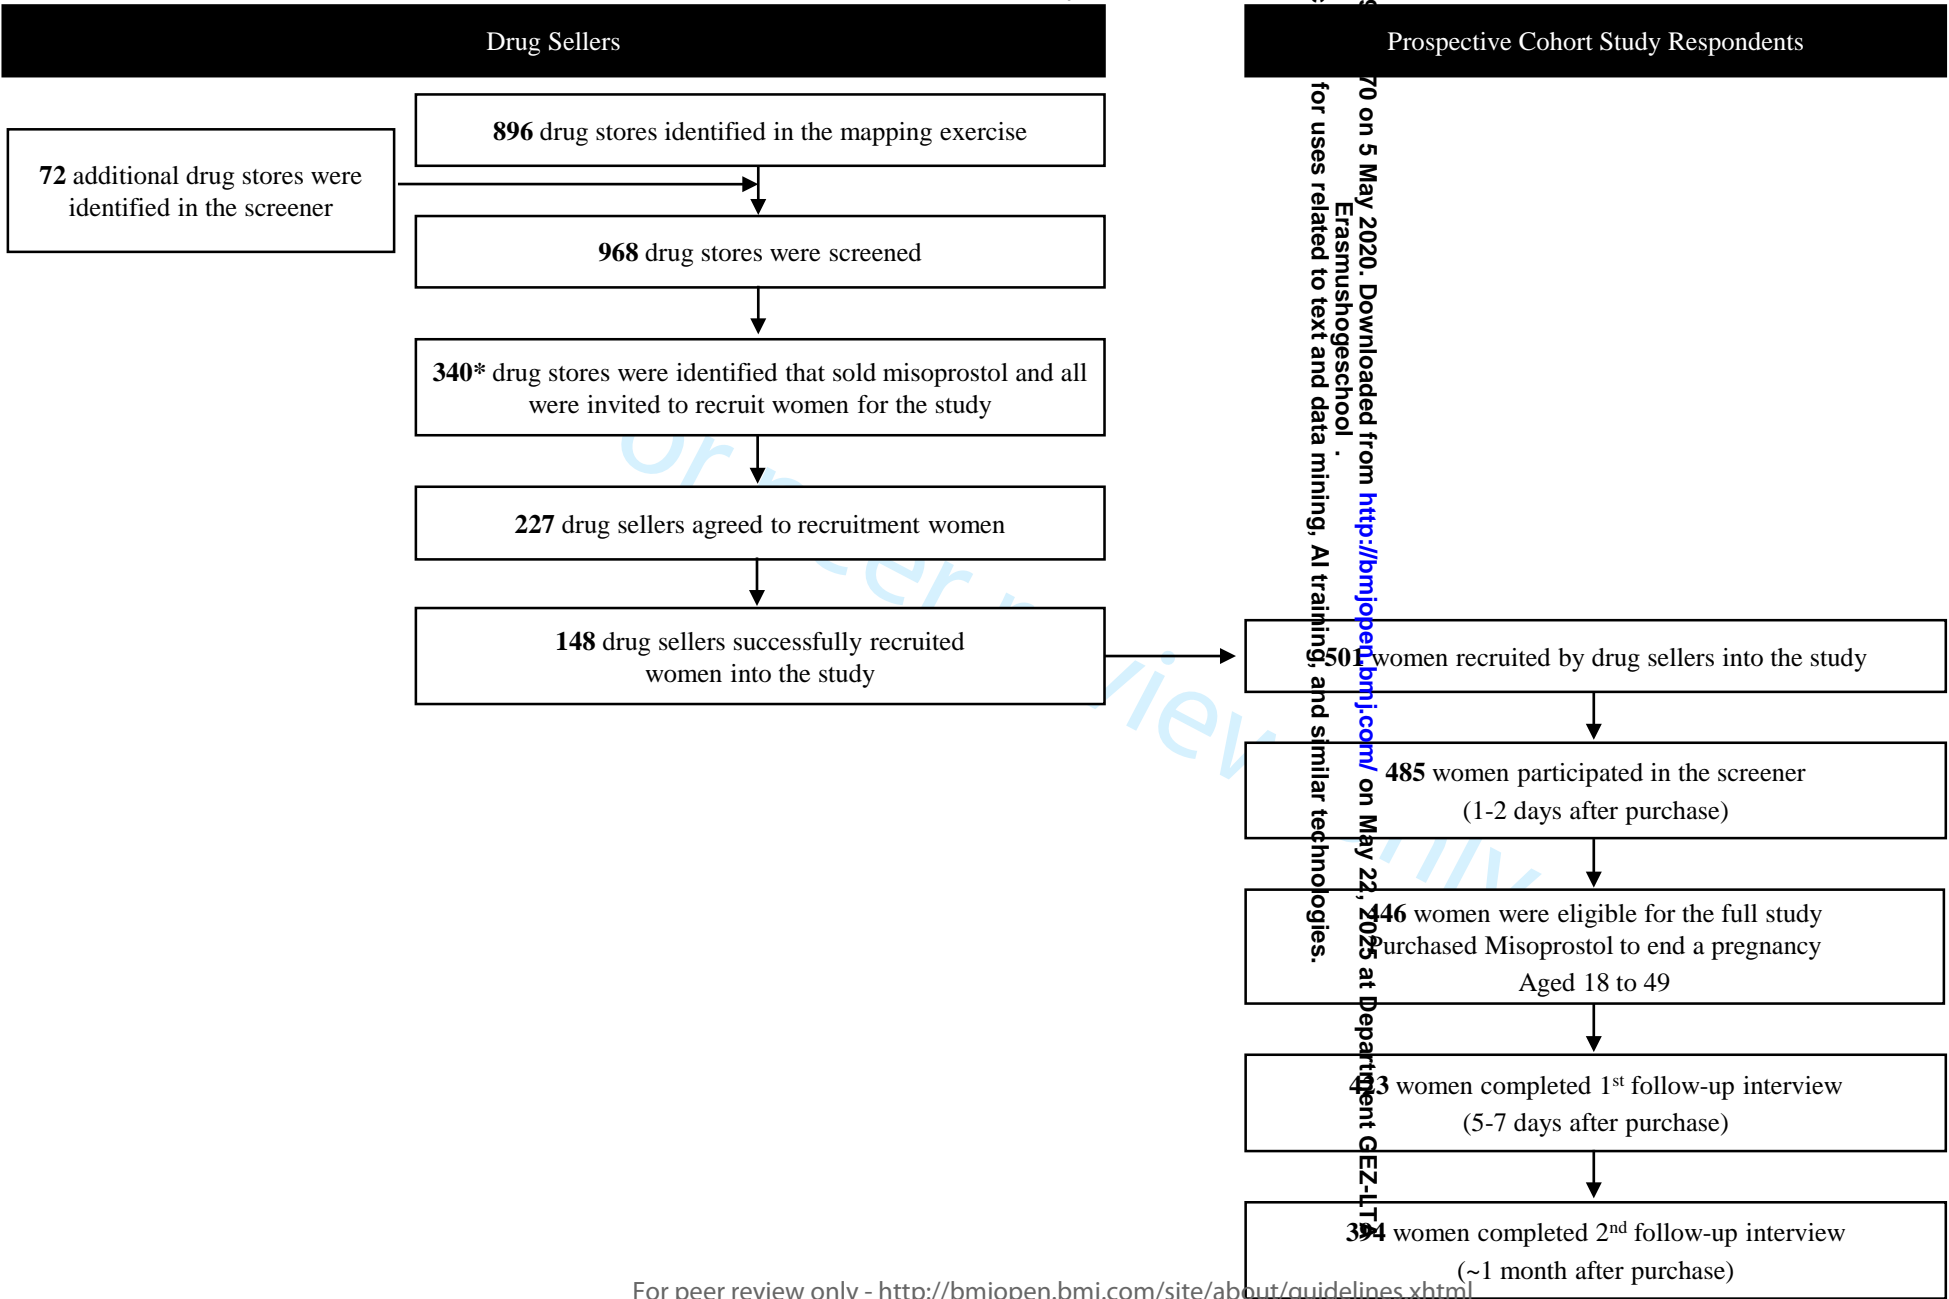 Drug Sellers
896 drug stores identified in the mapping exercise
72 additional drug stores were
identified in the screener
968 drug stores were screened
340* drug stores were identified that sold misoprostol and all
were invited to recruit women for the study
227 drug sellers agreed to recruitment women
148 drug sellers successfully recruited
women into the study
Prospective Cohort Study Respondents
501 women recruited by drug sellers into the study
485 women participated in the screener
(1-2 days after purchase)
446 women were eligible for the full study
Purchased Misoprostol to end a pregnancy
Aged 18 to 49
423 women completed 1st follow-up interview
(5-7 days after purchase)
394 women completed 2nd follow-up interview
(~1 month after purchase)
70 on 5 May 2020. Downloaded from http://bmjopen.bmj.com/ on May 22, 2025 at Department GEZ-LTA
Erasmushogeschool .
for uses related to text and data mining, AI training, and similar technologies.
For peer review only - http://bmjopen.bmj.com/site/about/guidelines.xhtml